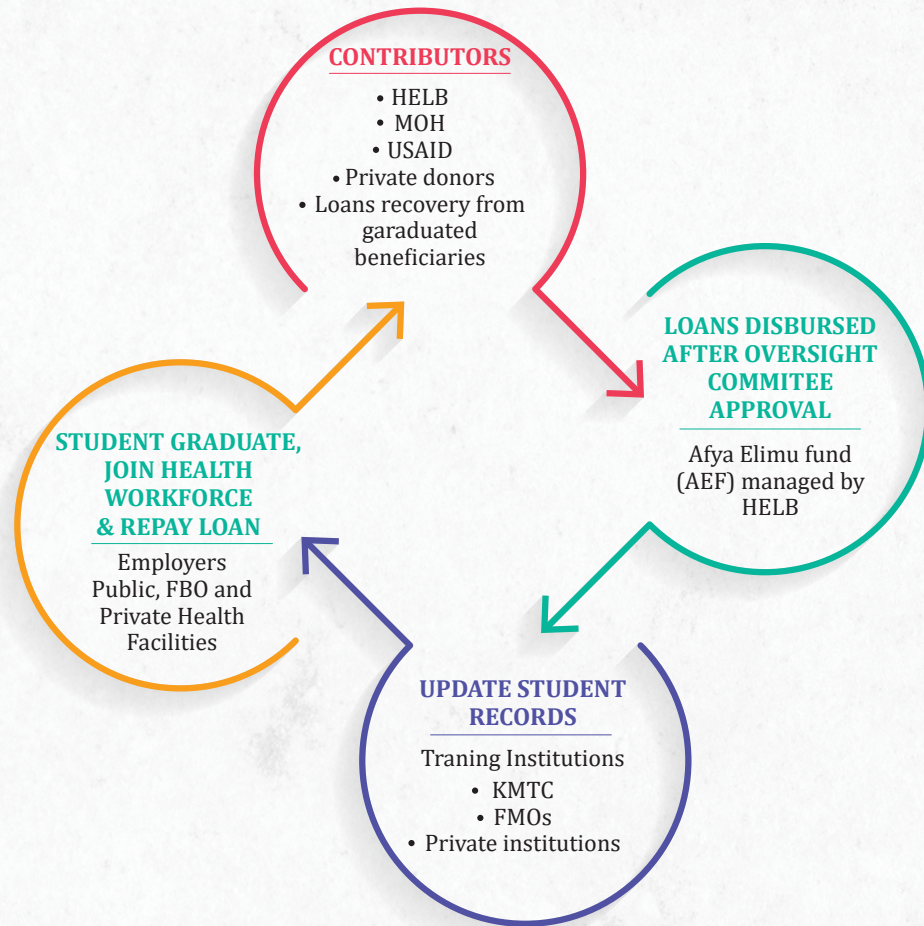 CONTRIBUTORS
• HELB
• MOH
• USAID
• Private donors
• Loans recovery from
garaduated
beneficiaries
LOANS DISBURSED
AFTER OVERSIGHT
COMMITEE
APPROVAL
Afya Elimu fund
(AEF) managed by
HELB
UPDATE STUDENT
RECORDS
Traning Institutions
• KMTC
• FMOs
• Private institutions
STUDENT GRADUATE,
JOIN HEALTH
WORKFORCE
& REPAY LOAN
Employers
Public, FBO and
Private Health
Facilities